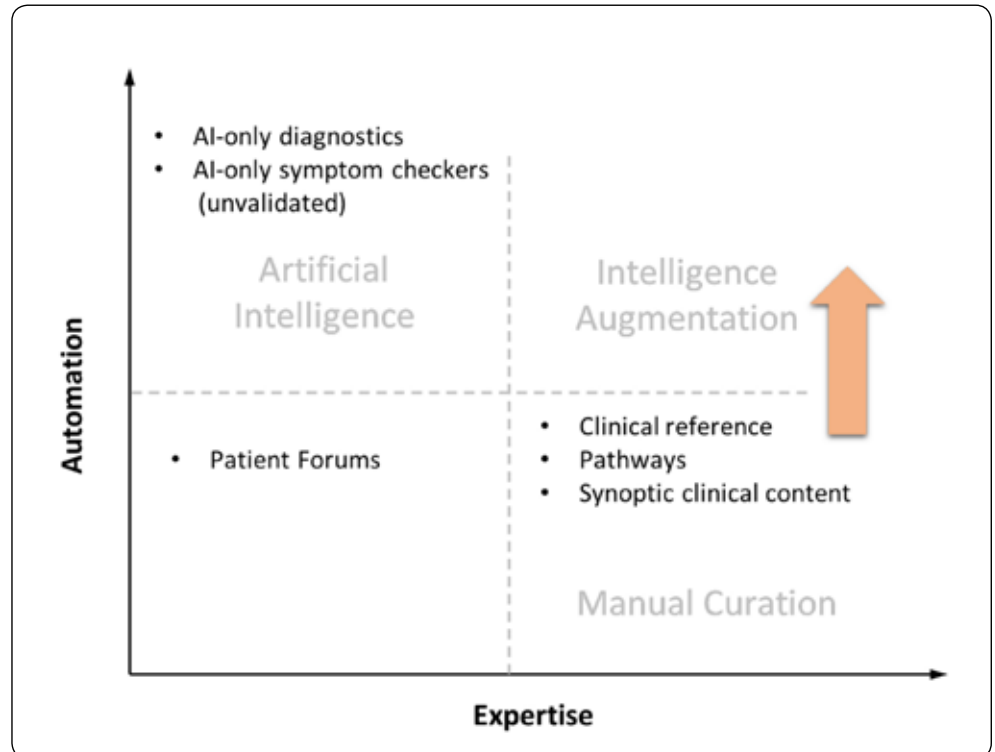 • AI-only diagnostics
• AI-only symptom checkers
(unvalidated)
Artificial
Intelligence
Intelligence
Augmentation
Automation
• Patient Forums
• Clinical reference
• Pathways
• Synoptic clinical content
Manual Curation
Expertise